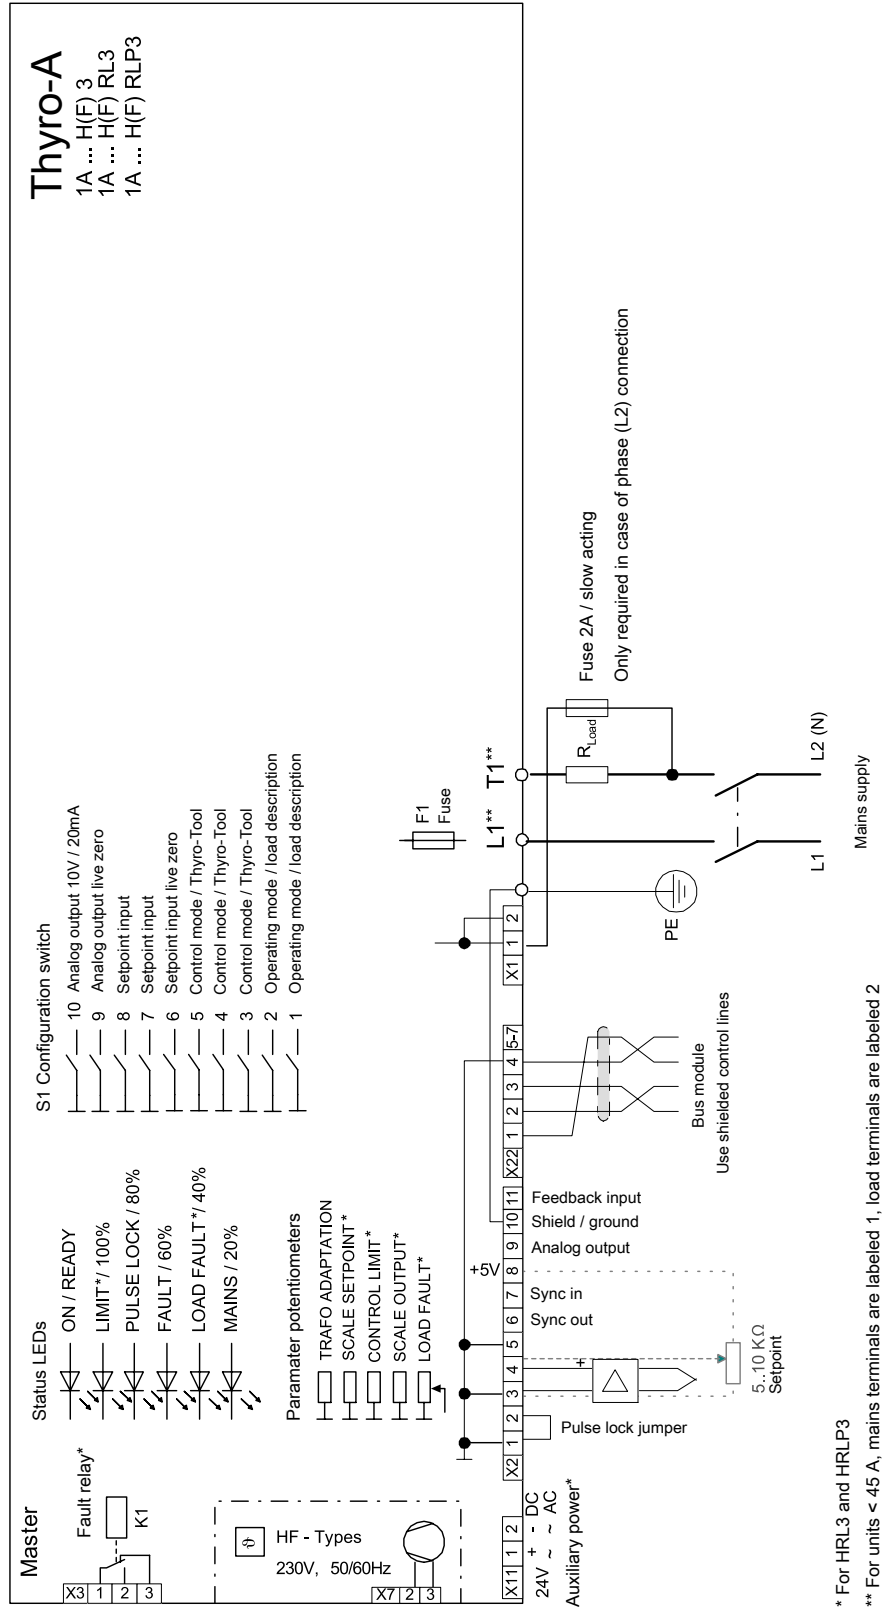 Thyro-A
1A ... H(F) 3
1A ... H(F) RL3
1A ... H(F) RLP3
Master
Fault relay*
K1
X3 1 2 3
Status LEDs
ON / READY
LIMIT*/ 100%
PULSE LOCK / 80%
FAULT / 60%
LOAD FAULT*/ 40%
MAINS / 20%
S1 Configuration switch
10 Analog output 10V / 20mA
9 Analog output live zero
8 Setpoint input
7 Setpoint input
6 Setpoint input live zero
5 Control mode / Thyro-Tool
4 Control mode / Thyro-Tool
3 Control mode / Thyro-Tool
2 Operating mode / load description
1 Operating mode / load description
ϑ
HF - Types
230V, 50/60Hz
X7 2 3
Paramater potentiometers
TRAFO ADAPTATION
SCALE SETPOINT*
CONTROL LIMIT*
SCALE OUTPUT*
LOAD FAULT*
F1
Fuse
L1** T1**
+5V
X11 1 2
+ - DC
24V ~ ~ AC
Auxiliary power*
X2 1 2 3 4 5 6 7 8 9 10 11
Pulse lock jumper
+
5..10 KΩ
Setpoint
Sync out
Sync in
Analog output
Shield / ground
Feedback input
X22 1 2 3 4 5-7
Bus module
Use shielded control lines
X1 1 2
PE
RLoad
Fuse 2A / slow acting
Only required in case of phase (L2) connection
L1
L2 (N)
Mains supply
* For HRL3 and HRLP3
** For units < 45 A, mains terminals are labeled 1, load terminals are labeled 2